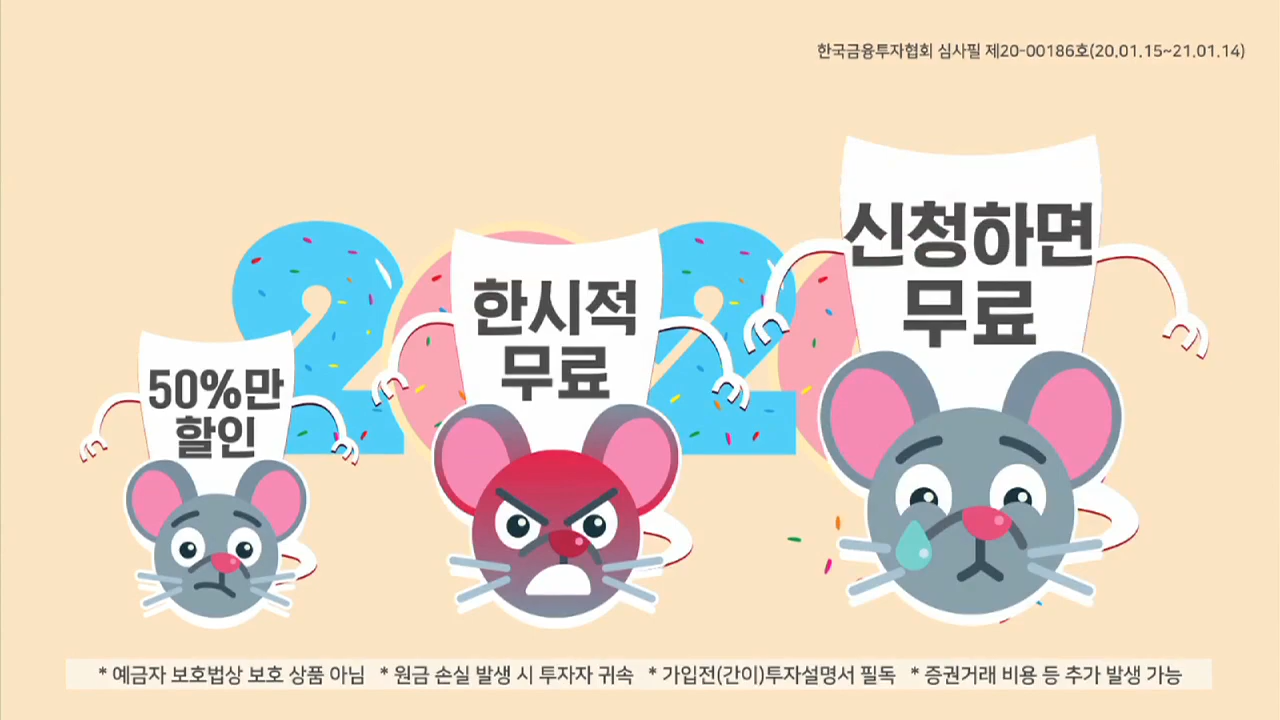 한국금융투자협회 심사필 제20-00186호(20.01.15~21.01.14)
2020
50%만
할인
한시적
무료
신청하면
무료
* 예금자 보호법상 보호 상품 아님 * 원금 손실 발생 시 투자자 귀속 * 가입전(간이)투자설명서 필독 * 증권거래 비용 등 추가 발생 가능